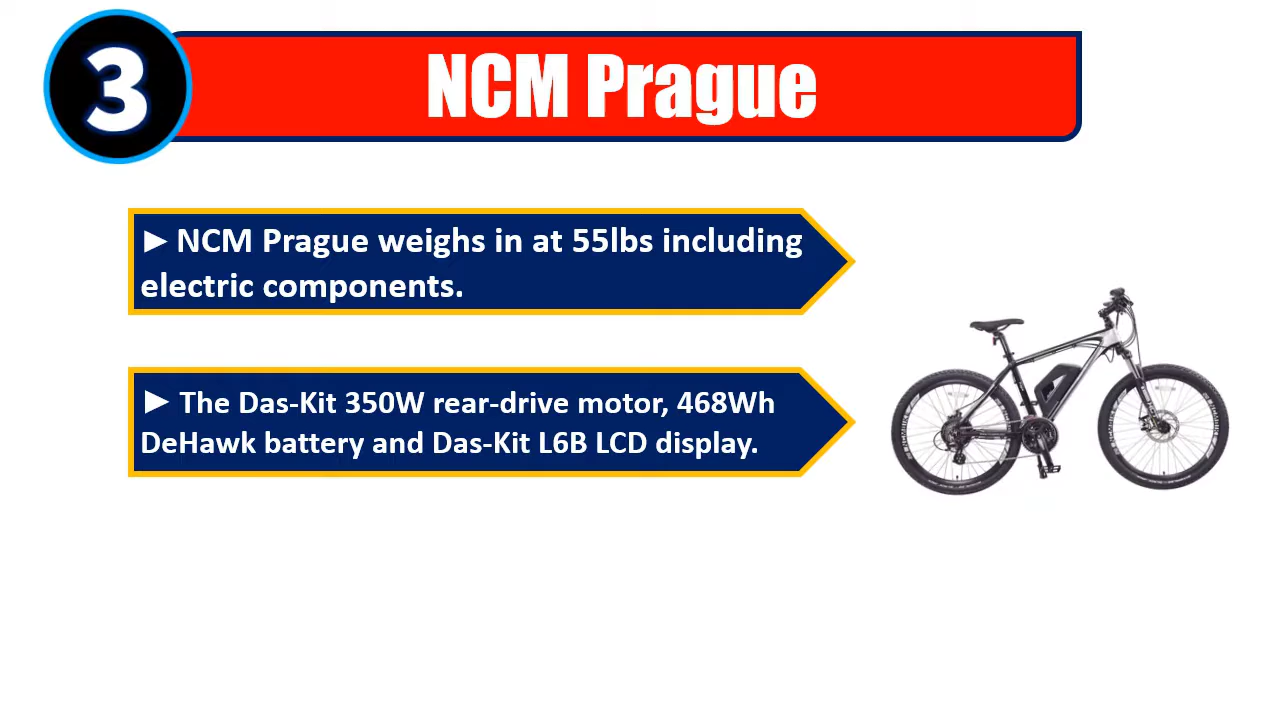 3
NCM Prague
► NCM Prague weighs in at 55lbs including
electric components.
► The Das-Kit 350W rear-drive motor, 468Wh
DeHawk battery and Das-Kit L6B LCD display.